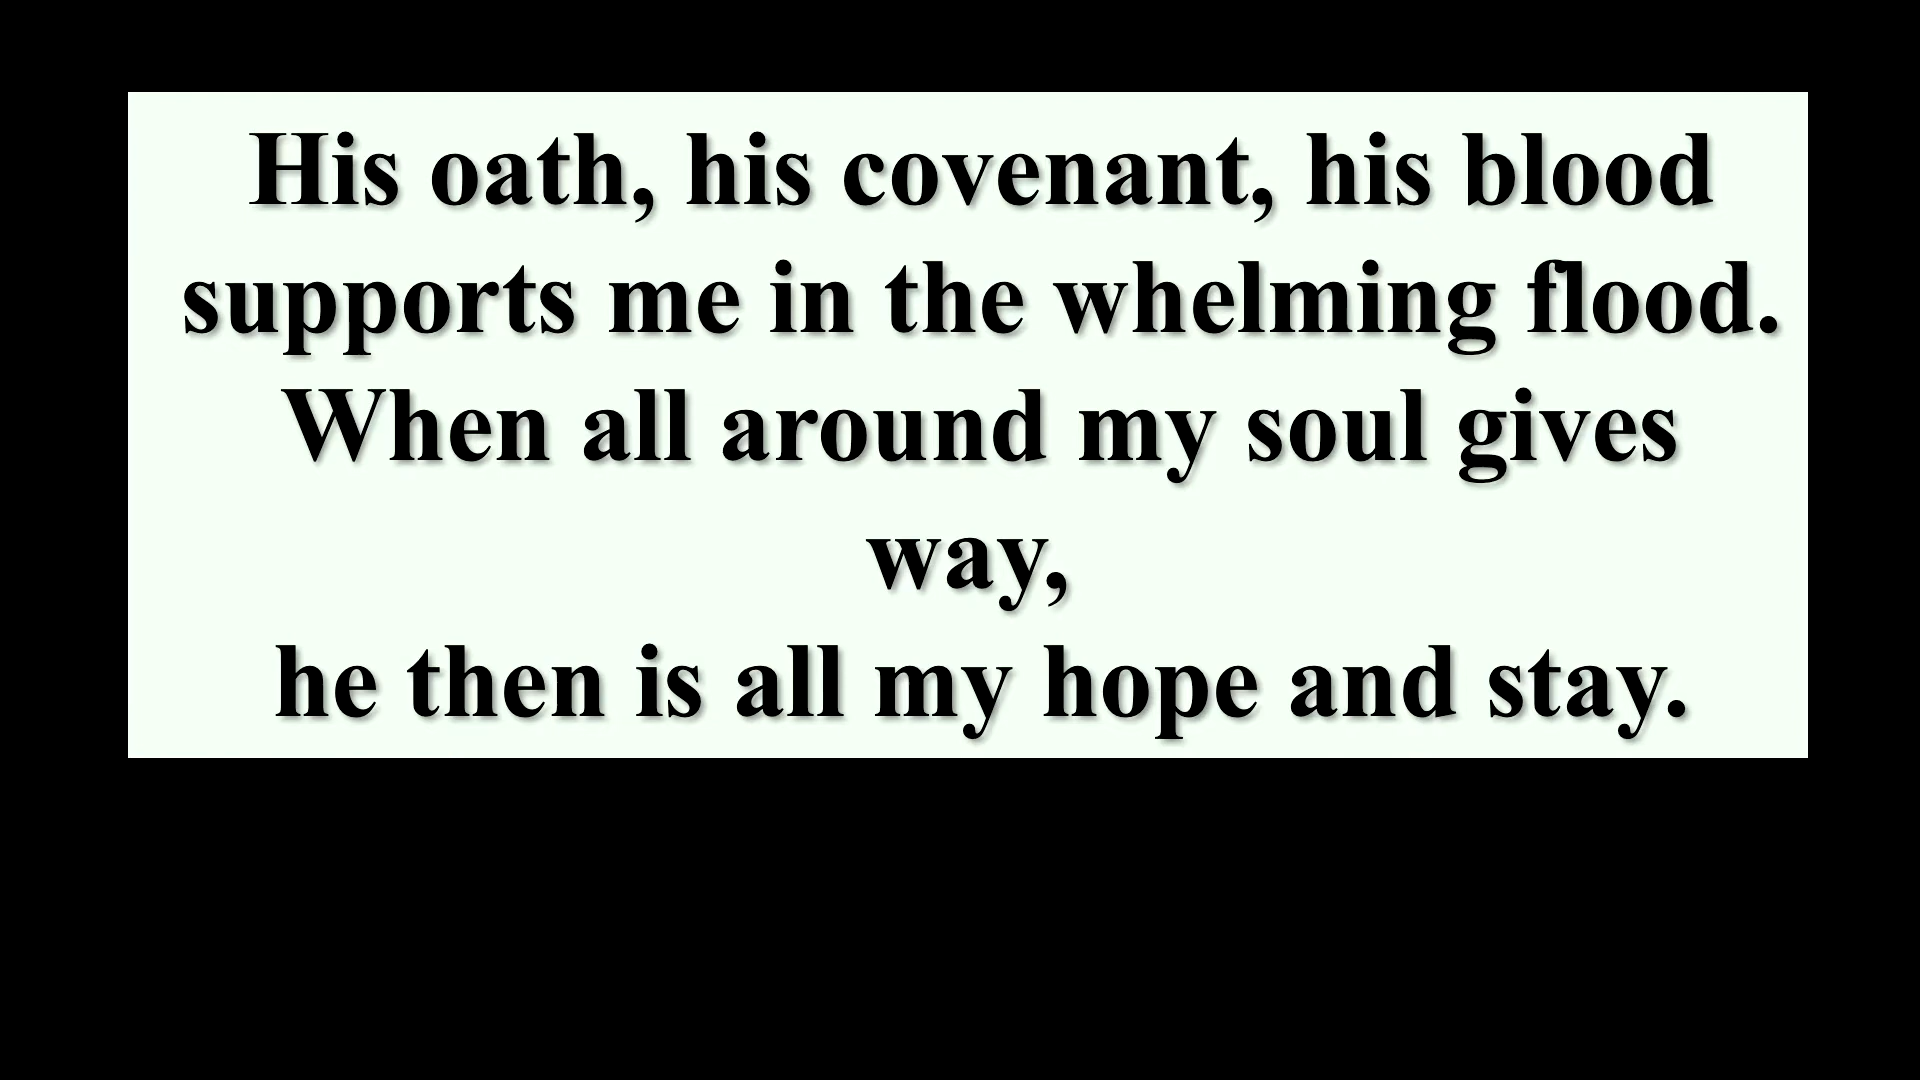 His oath, his covenant, his blood
supports me in the whelming flood.
When all around my soul gives
way,
he then is all my hope and stay.